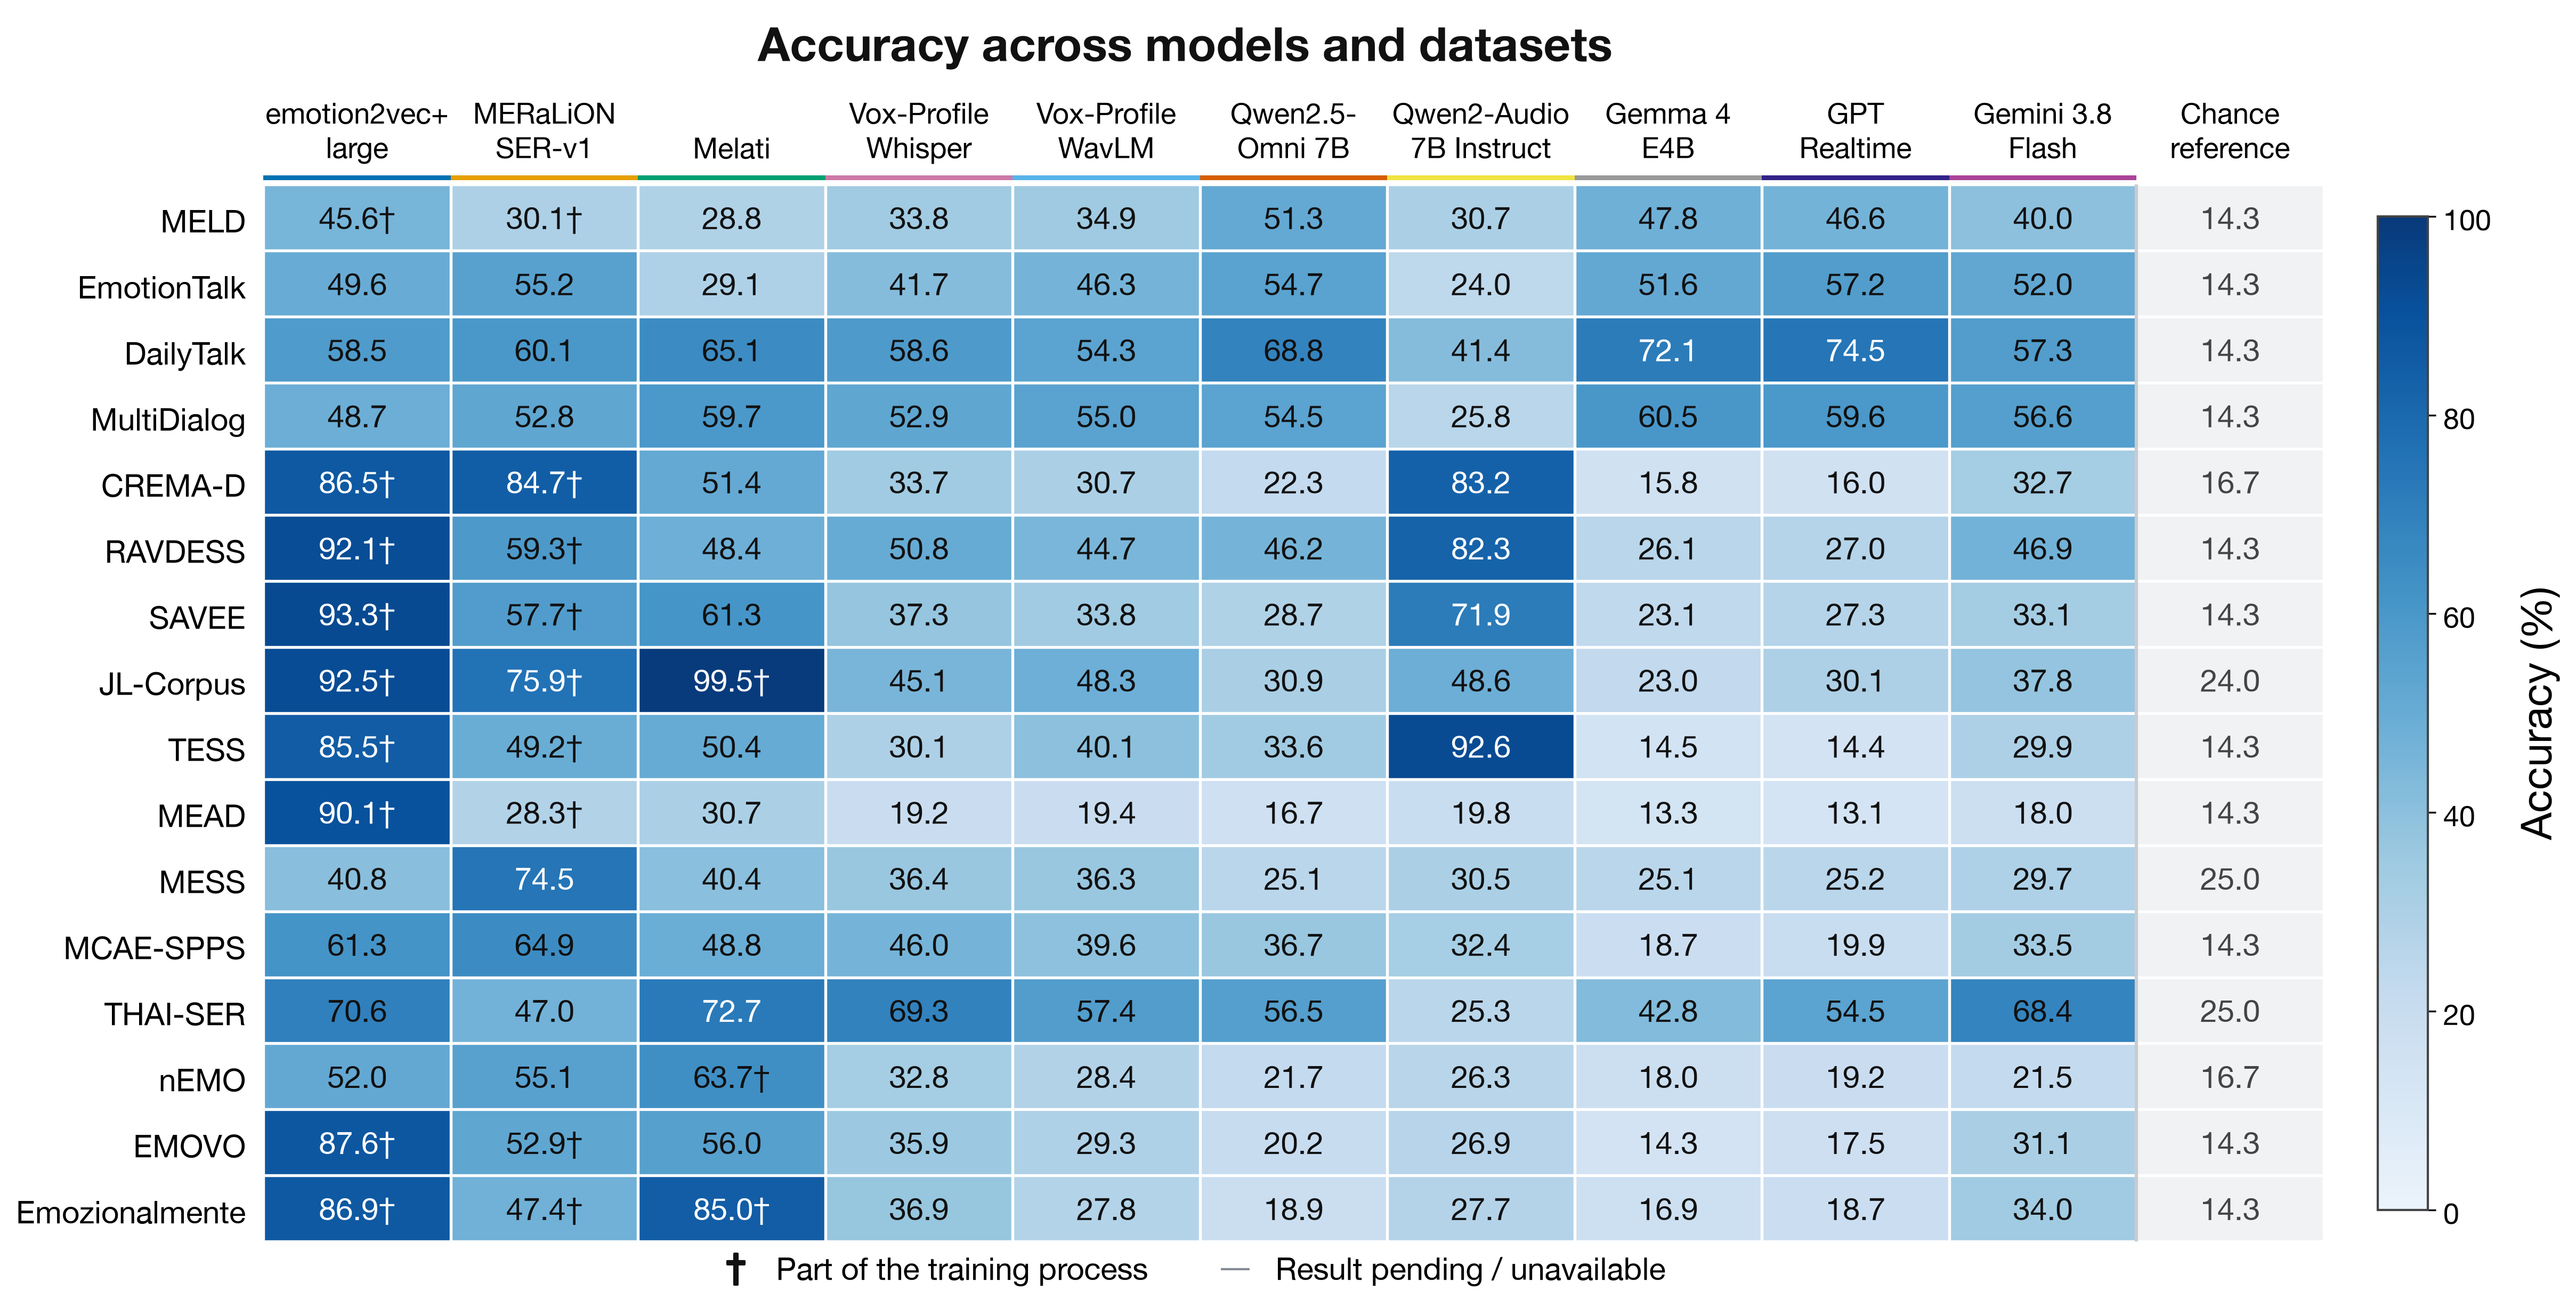 Accuracy across models and datasets
emotion2vec+ large MERaLiON SER-v1 Melati Vox-Profile Whisper Vox-Profile WavLM Qwen2.5-Omni 7B Qwen2-Audio 7B Instruct Gemma 4 E4B GPT Realtime Gemini 3.8 Flash Chance reference
MELD 45.6† 30.1† 28.8 33.8 34.9 51.3 30.7 47.8 46.6 40.0 14.3
EmotionTalk 49.6 55.2 29.1 41.7 46.3 54.7 24.0 51.6 57.2 52.0 14.3
DailyTalk 58.5 60.1 65.1 58.6 54.3 68.8 41.4 72.1 74.5 57.3 14.3
MultiDialog 48.7 52.8 59.7 52.9 55.0 54.5 25.8 60.5 59.6 56.6 14.3
CREMA-D 86.5† 84.7† 51.4 33.7 30.7 22.3 83.2 15.8 16.0 32.7 16.7
RAVDESS 92.1† 59.3† 48.4 50.8 44.7 46.2 82.3 26.1 27.0 46.9 14.3
SAVEE 93.3† 57.7† 61.3 37.3 33.8 28.7 71.9 23.1 27.3 33.1 14.3
JL-Corpus 92.5† 75.9† 99.5† 45.1 48.3 30.9 48.6 23.0 30.1 37.8 24.0
TESS 85.5† 49.2† 50.4 30.1 40.1 33.6 92.6 14.5 14.4 29.9 14.3
MEAD 90.1† 28.3† 30.7 19.2 19.4 16.7 19.8 13.3 13.1 18.0 14.3
MESS 40.8 74.5 40.4 36.4 36.3 25.1 30.5 25.1 25.2 29.7 25.0
MCAE-SPPS 61.3 64.9 48.8 46.0 39.6 36.7 32.4 18.7 19.9 33.5 14.3
THAI-SER 70.6 47.0 72.7 69.3 57.4 56.5 25.3 42.8 54.5 68.4 25.0
nEMO 52.0 55.1 63.7† 32.8 28.4 21.7 26.3 18.0 19.2 21.5 16.7
EMOVO 87.6† 52.9† 56.0 35.9 29.3 20.2 26.9 14.3 17.5 31.1 14.3
Emozionalmente 86.9† 47.4† 85.0† 36.9 27.8 18.9 27.7 16.9 18.7 34.0 14.3
† Part of the training process — Result pending / unavailable
100
80
60
40
20
0
Accuracy (%)